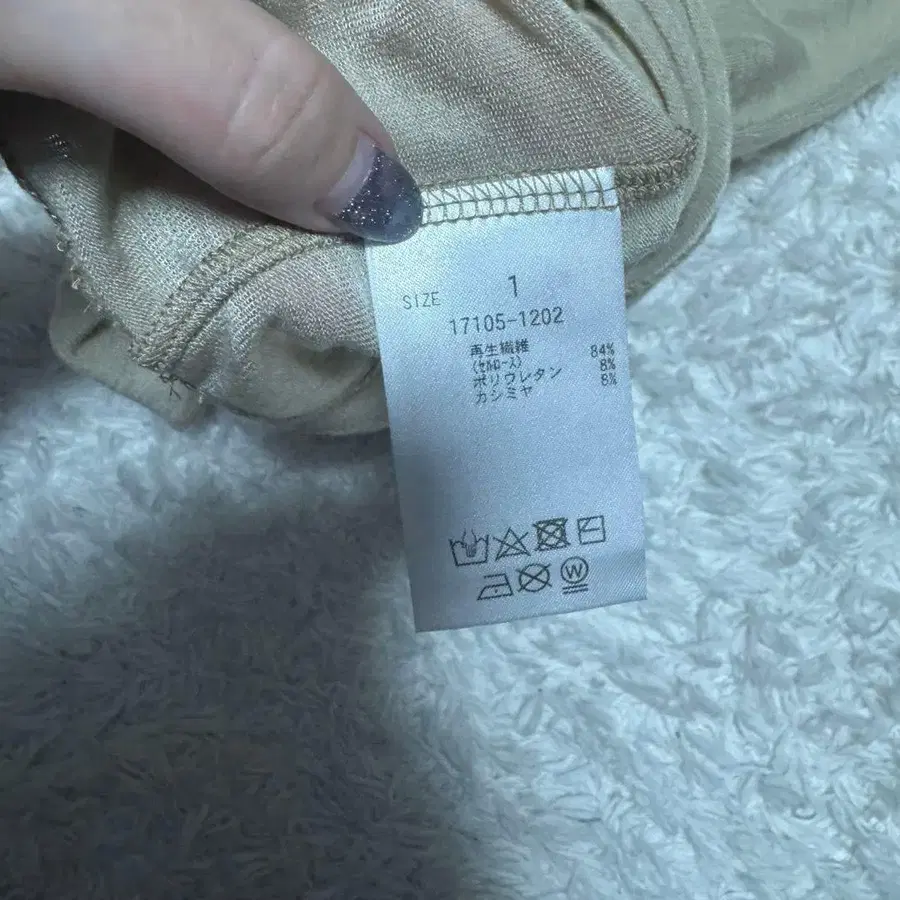 SIZE 1
17105-1202
再生繊維 84%
(セルロース)
ポリウレタン 8%
カシミヤ 8%
W